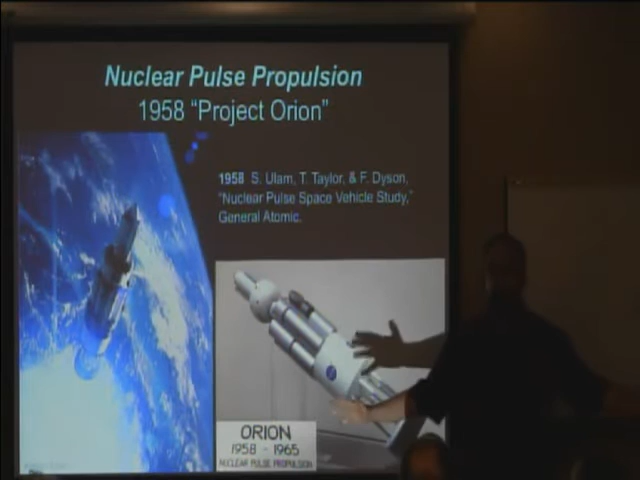 Nuclear Pulse Propulsion
1958 "Project Orion"
1958 S. Ulam, T. Taylor, & F. Dyson,
"Nuclear Pulse Space Vehicle Study,"
General Atomic.
ORION
1958 - 1965
NUCLEAR PULSE PROPULSION